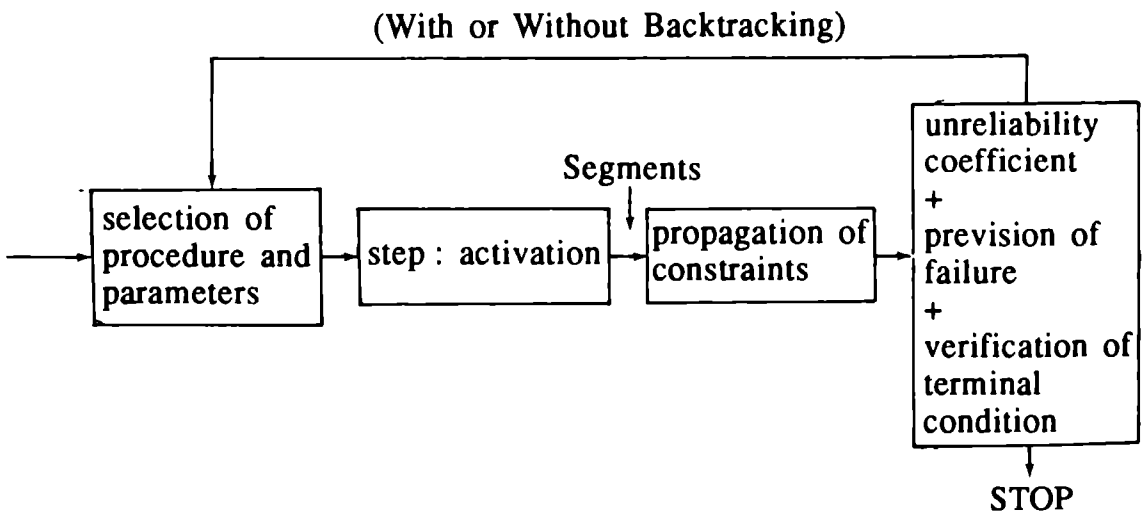 (With or Without Backtracking)
Segments
selection of
procedure and
parameters
step : activation
propagation of
constraints
unreliability
coefficient
+
prevision of
failure
+
verification of
terminal
condition
STOP